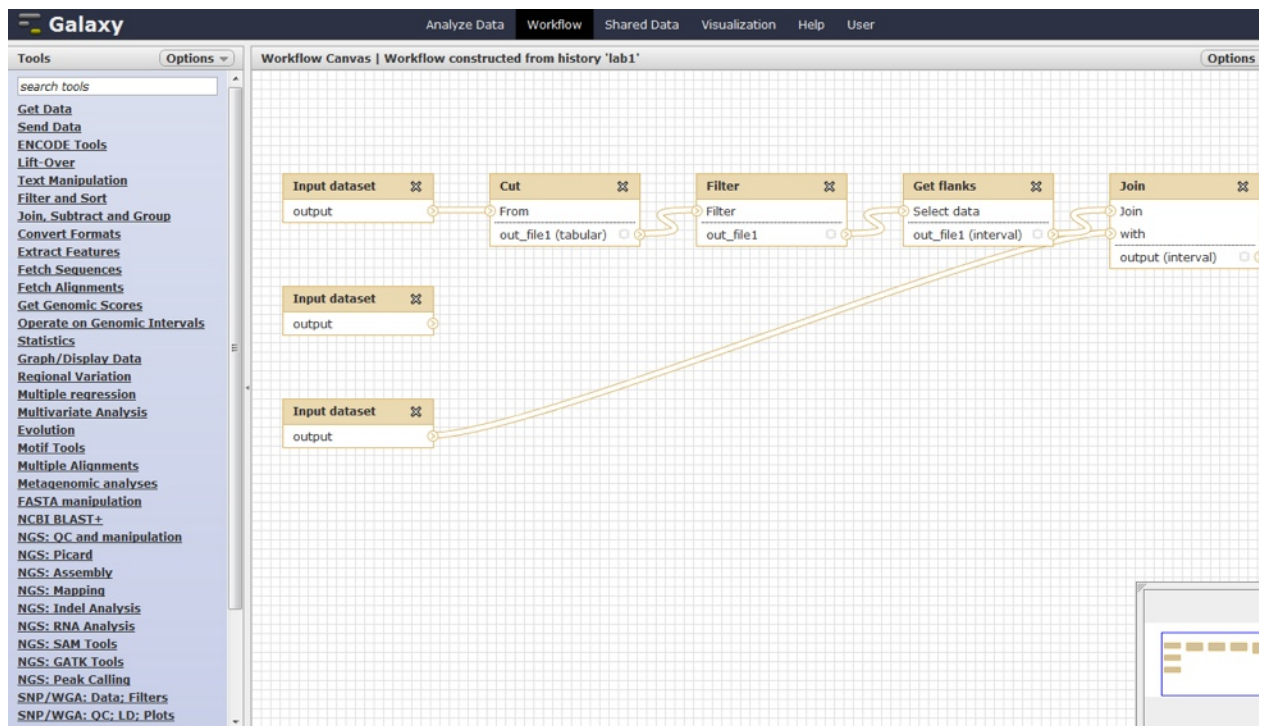 Galaxy
Analyze Data Workflow Shared Data Visualization Help User
Tools Options
search tools
Get Data
Send Data
ENCODE Tools
Lift-Over
Text Manipulation
Filter and Sort
Join, Subtract and Group
Convert Formats
Extract Features
Fetch Sequences
Fetch Alignments
Get Genomic Scores
Operate on Genomic Intervals
Statistics
Graph/Display Data
Regional Variation
Multiple regression
Multivariate Analysis
Evolution
Motif Tools
Multiple Alignments
Metagenomic analyses
FASTA manipulation
NCBI BLAST+
NGS: QC and manipulation
NGS: Picard
NGS: Assembly
NGS: Mapping
NGS: Indel Analysis
NGS: RNA Analysis
NGS: SAM Tools
NGS: GATK Tools
NGS: Peak Calling
SNP/WGA: Data; Filters
SNP/WGA: QC; LD; Plots
Workflow Canvas | Workflow constructed from history 'lab1'
Options
Input dataset
output
Cut
From
out_file1 (tabular)
Filter
Filter
out_file1
Get flanks
Select data
out_file1 (interval)
Join
Join
with
output (interval)
Input dataset
output
Input dataset
output